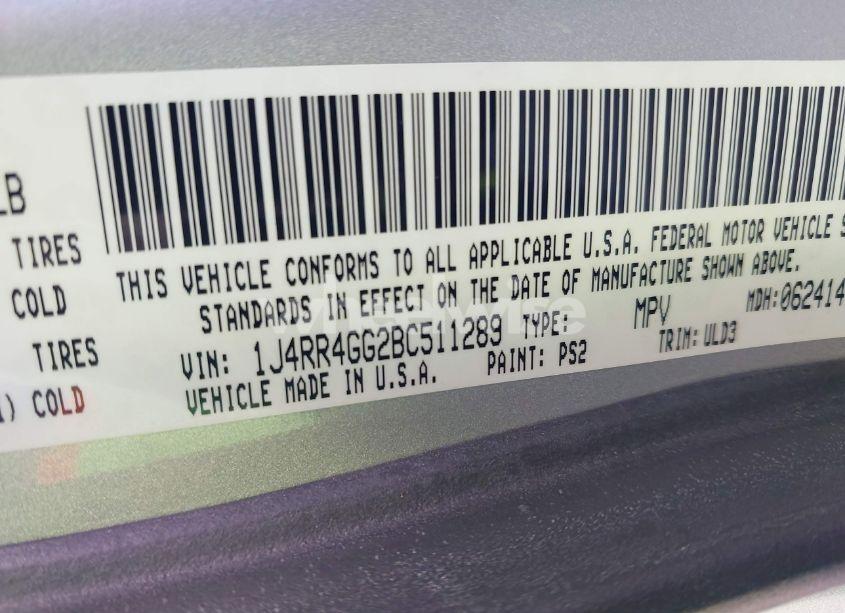 LB
TIRES
COLD
TIRES
) COLD
THIS VEHICLE CONFORMS TO ALL APPLICABLE U.S.A. FEDERAL MOTOR VEHICLE S
STANDARDS IN EFFECT ON THE DATE OF MANUFACTURE SHOWN ABOVE.
VIN: 1J4RR4GG2BC511289 TYPE: MPV MDH:062414
VEHICLE MADE IN U.S.A. PAINT: PS2 TRIM: ULD3
wheelwise